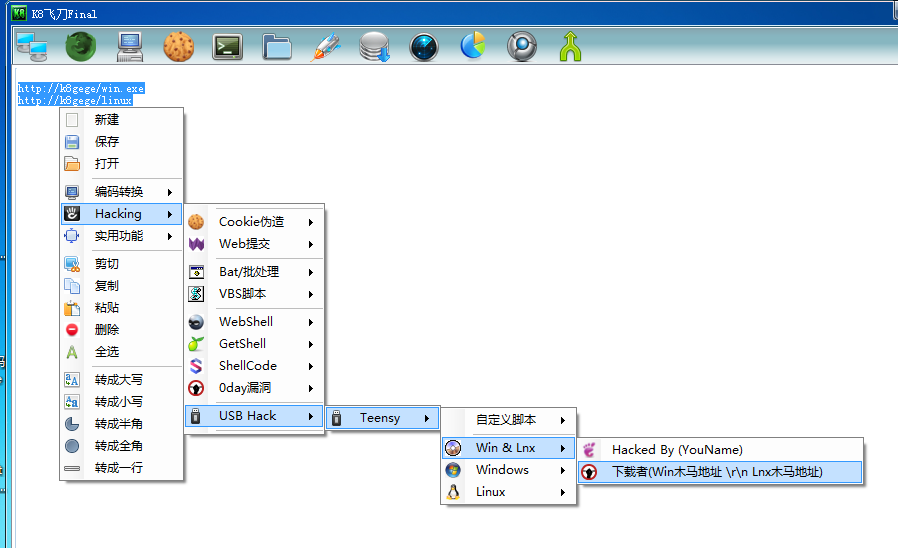 K8飞刀Final
http://k8gege/win.exe
http://k8gege/linux
新建
保存
打开
编码转换
Hacking
实用功能
剪切
复制
粘贴
删除
全选
转成大写
转成小写
转成半角
转成全角
转成一行
Cookie伪造
Web提交
Bat/批处理
VBS脚本
WebShell
GetShell
ShellCode
0day漏洞
USB Hack
Teensy
自定义脚本
Win & Lnx
Windows
Linux
Hacked By (YouName)
下载者(Win木马地址 \r\n Lnx木马地址)